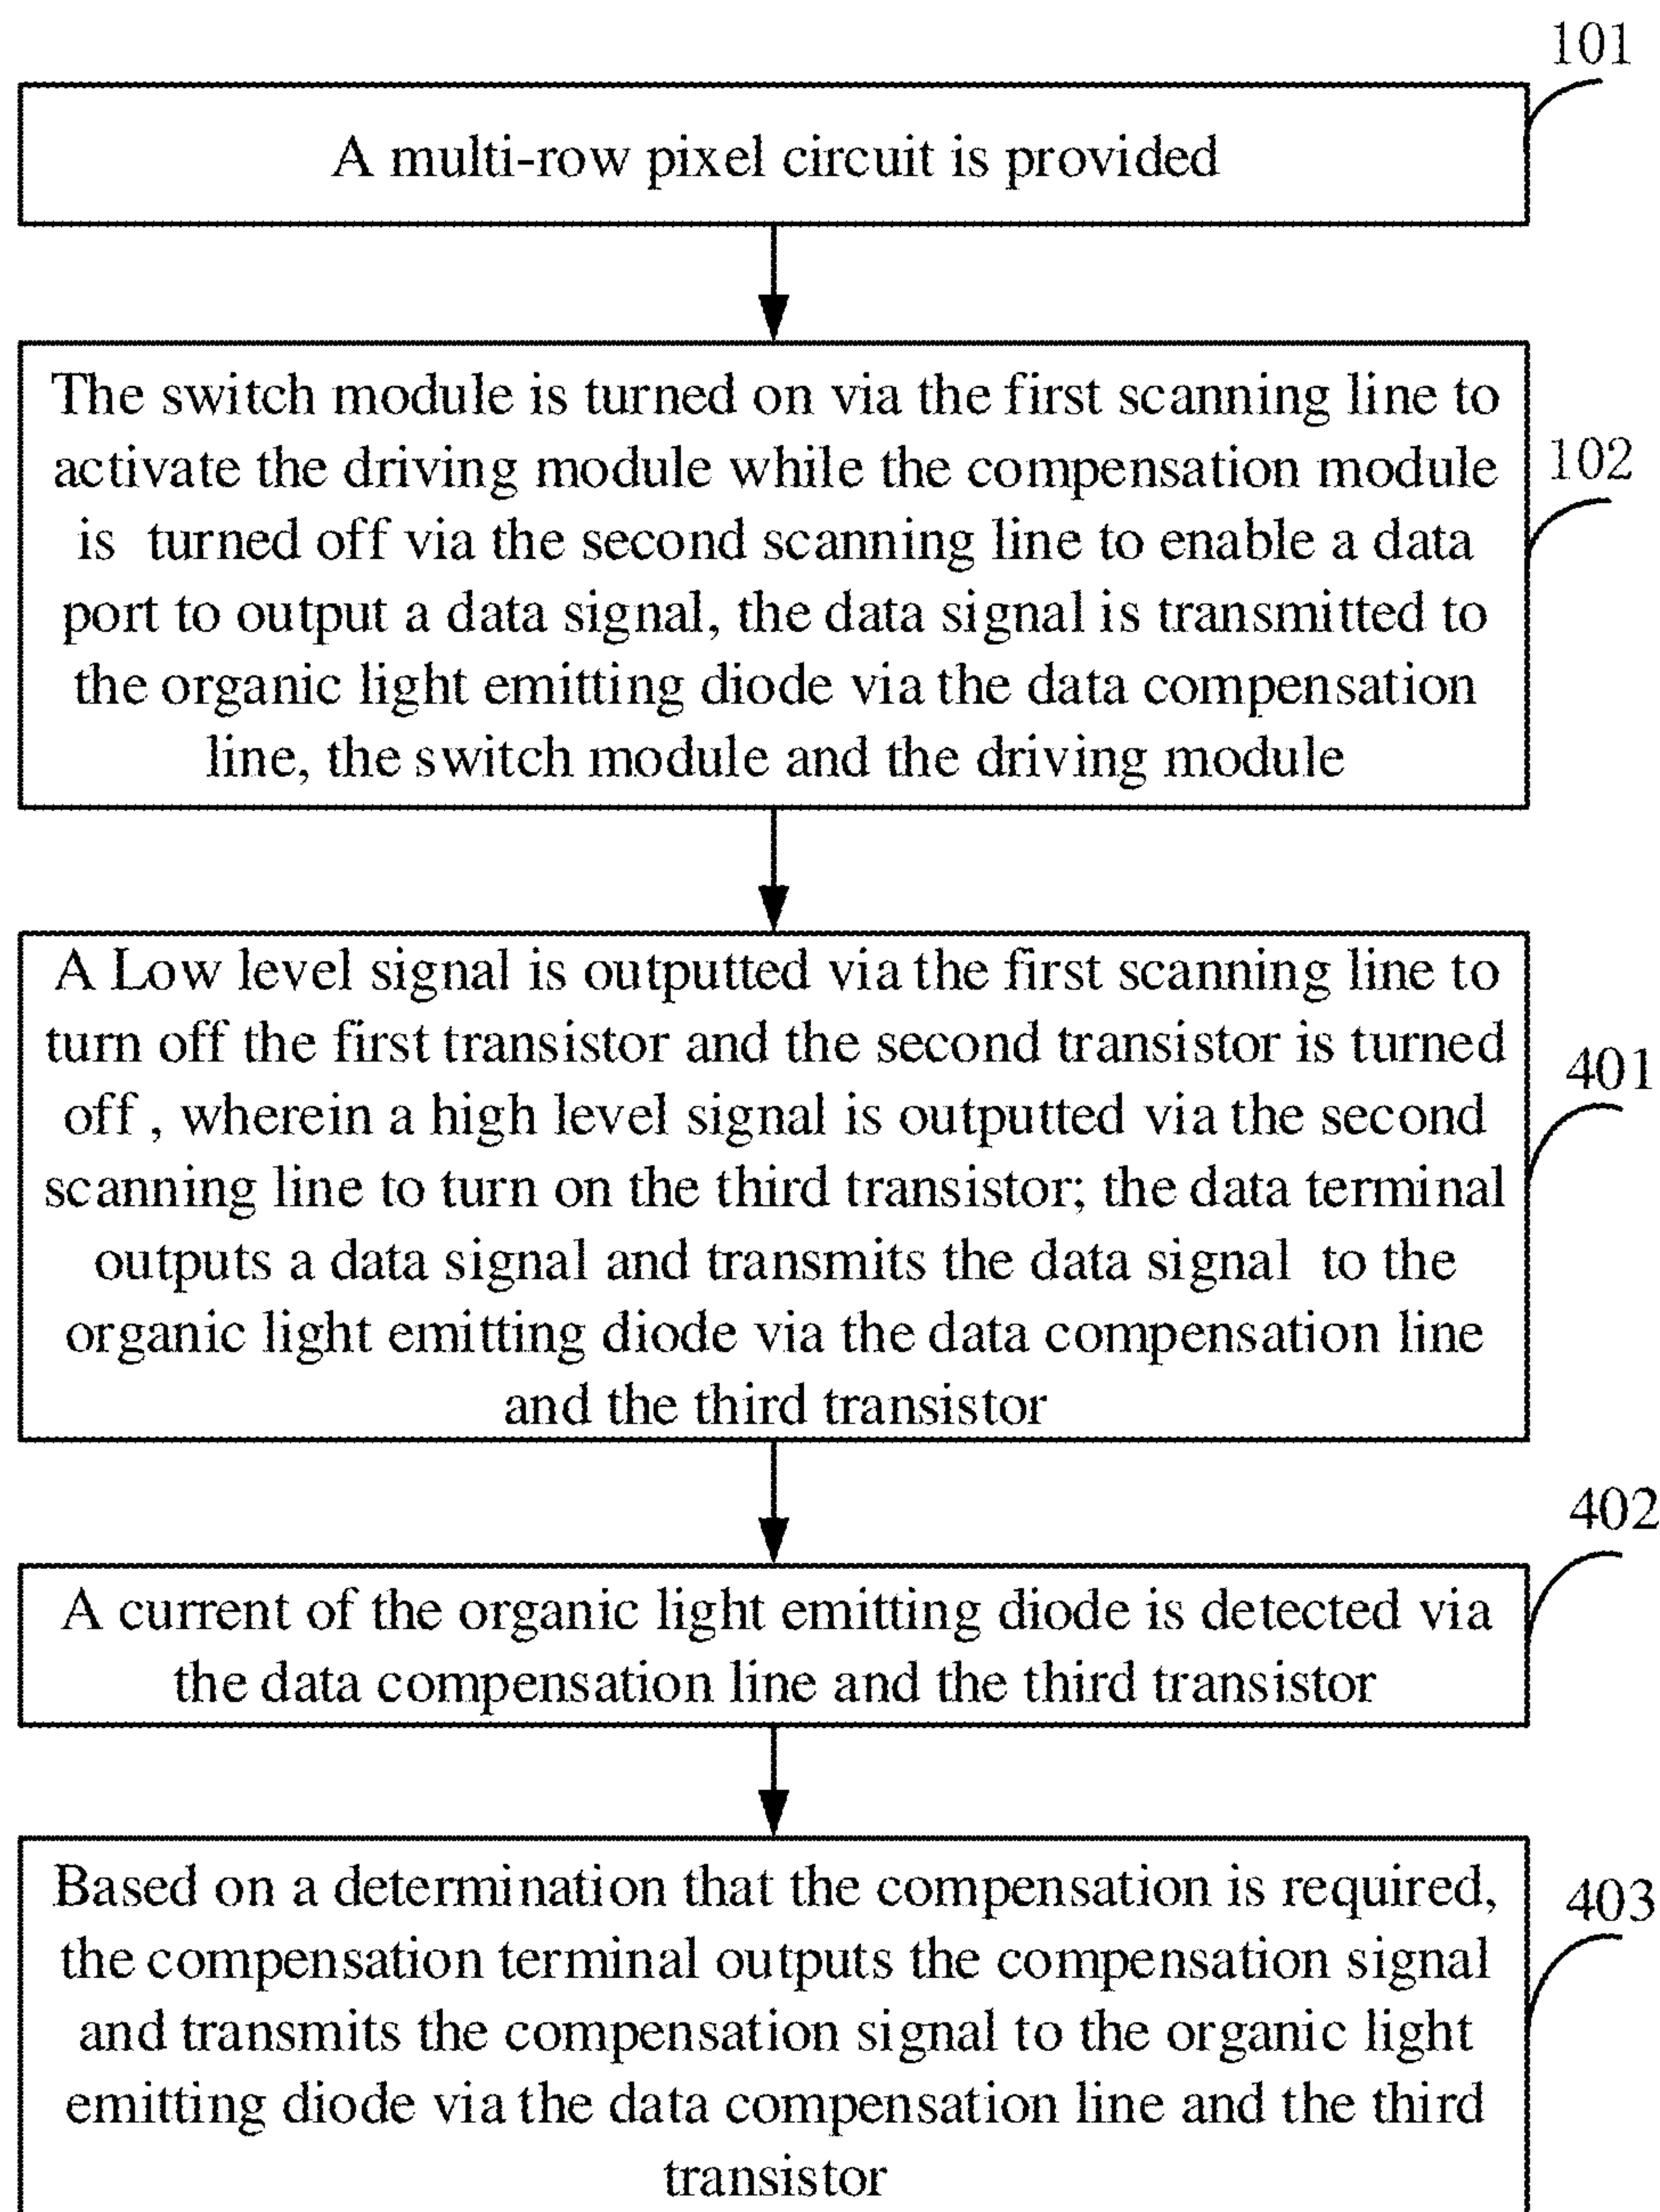 101
A multi-row pixel circuit is provided
The switch module is turned on via the first scanning line to
activate the driving module while the compensation module
is turned off via the second scanning line to enable a data
port to output a data signal, the data signal is transmitted to
the organic light emitting diode via the data compensation
line, the switch module and the driving module
102
A Low level signal is outputted via the first scanning line to
turn off the first transistor and the second transistor is turned
off , wherein a high level signal is outputted via the second
scanning line to turn on the third transistor; the data terminal
outputs a data signal and transmits the data signal to the
organic light emitting diode via the data compensation line
and the third transistor
401
402
A current of the organic light emitting diode is detected via
the data compensation line and the third transistor
Based on a determination that the compensation is required,
the compensation terminal outputs the compensation signal
and transmits the compensation signal to the organic light
emitting diode via the data compensation line and the third
transistor
403